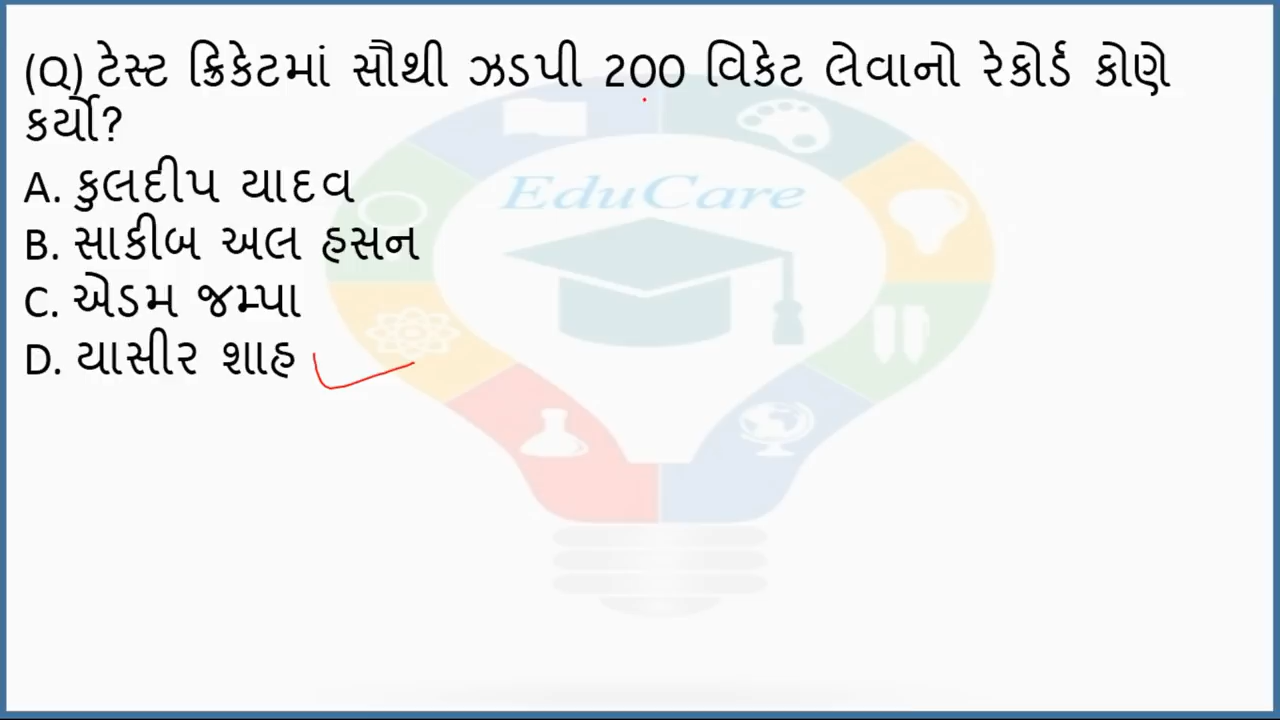 (Q) ટેસ્ટ ક્રિકેટમાં સૌથી ઝડપી 200 વિકેટ લેવાનો રેકોર્ડ કોણે
કર્યો?
A. કુલદીપ યાદવ
EduCare
B. સાકીબ અલ હસન
C. એડમ જમ્પા
D. યાસીર શાહ